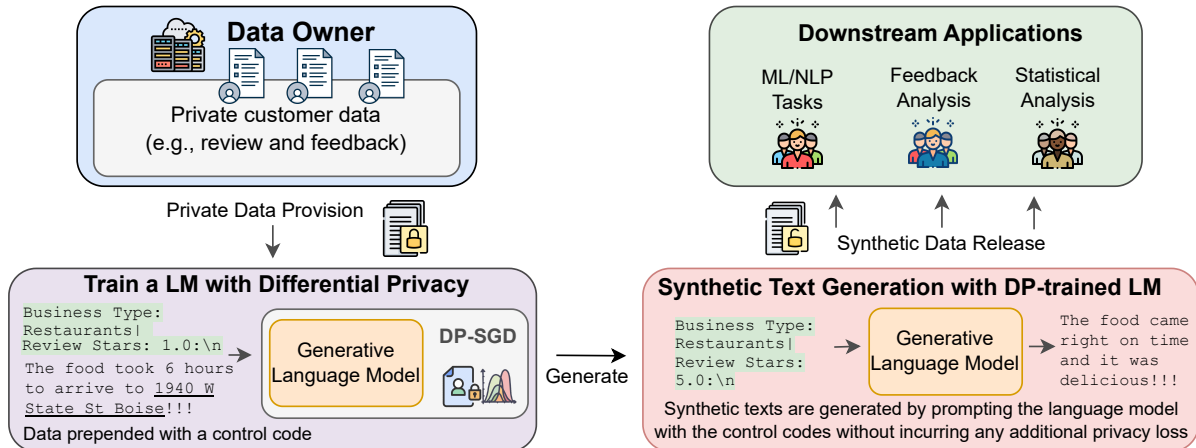 Data Owner
Private customer data
(e.g., review and feedback)
Private Data Provision
Train a LM with Differential Privacy
Business Type:
Restaurants|
Review Stars: 1.0:\n
The food took 6 hours
to arrive to 1940 W
State St Boise!!!
Data prepended with a control code
Generative
Language Model
DP-SGD
Generate
Synthetic Text Generation with DP-trained LM
Business Type:
Restaurants|
Review Stars:
5.0:\n
Generative
Language Model
The food came
right on time
and it was
delicious!!!
Synthetic texts are generated by prompting the language model
with the control codes without incurring any additional privacy loss
Synthetic Data Release
Downstream Applications
ML/NLP
Tasks
Feedback
Analysis
Statistical
Analysis